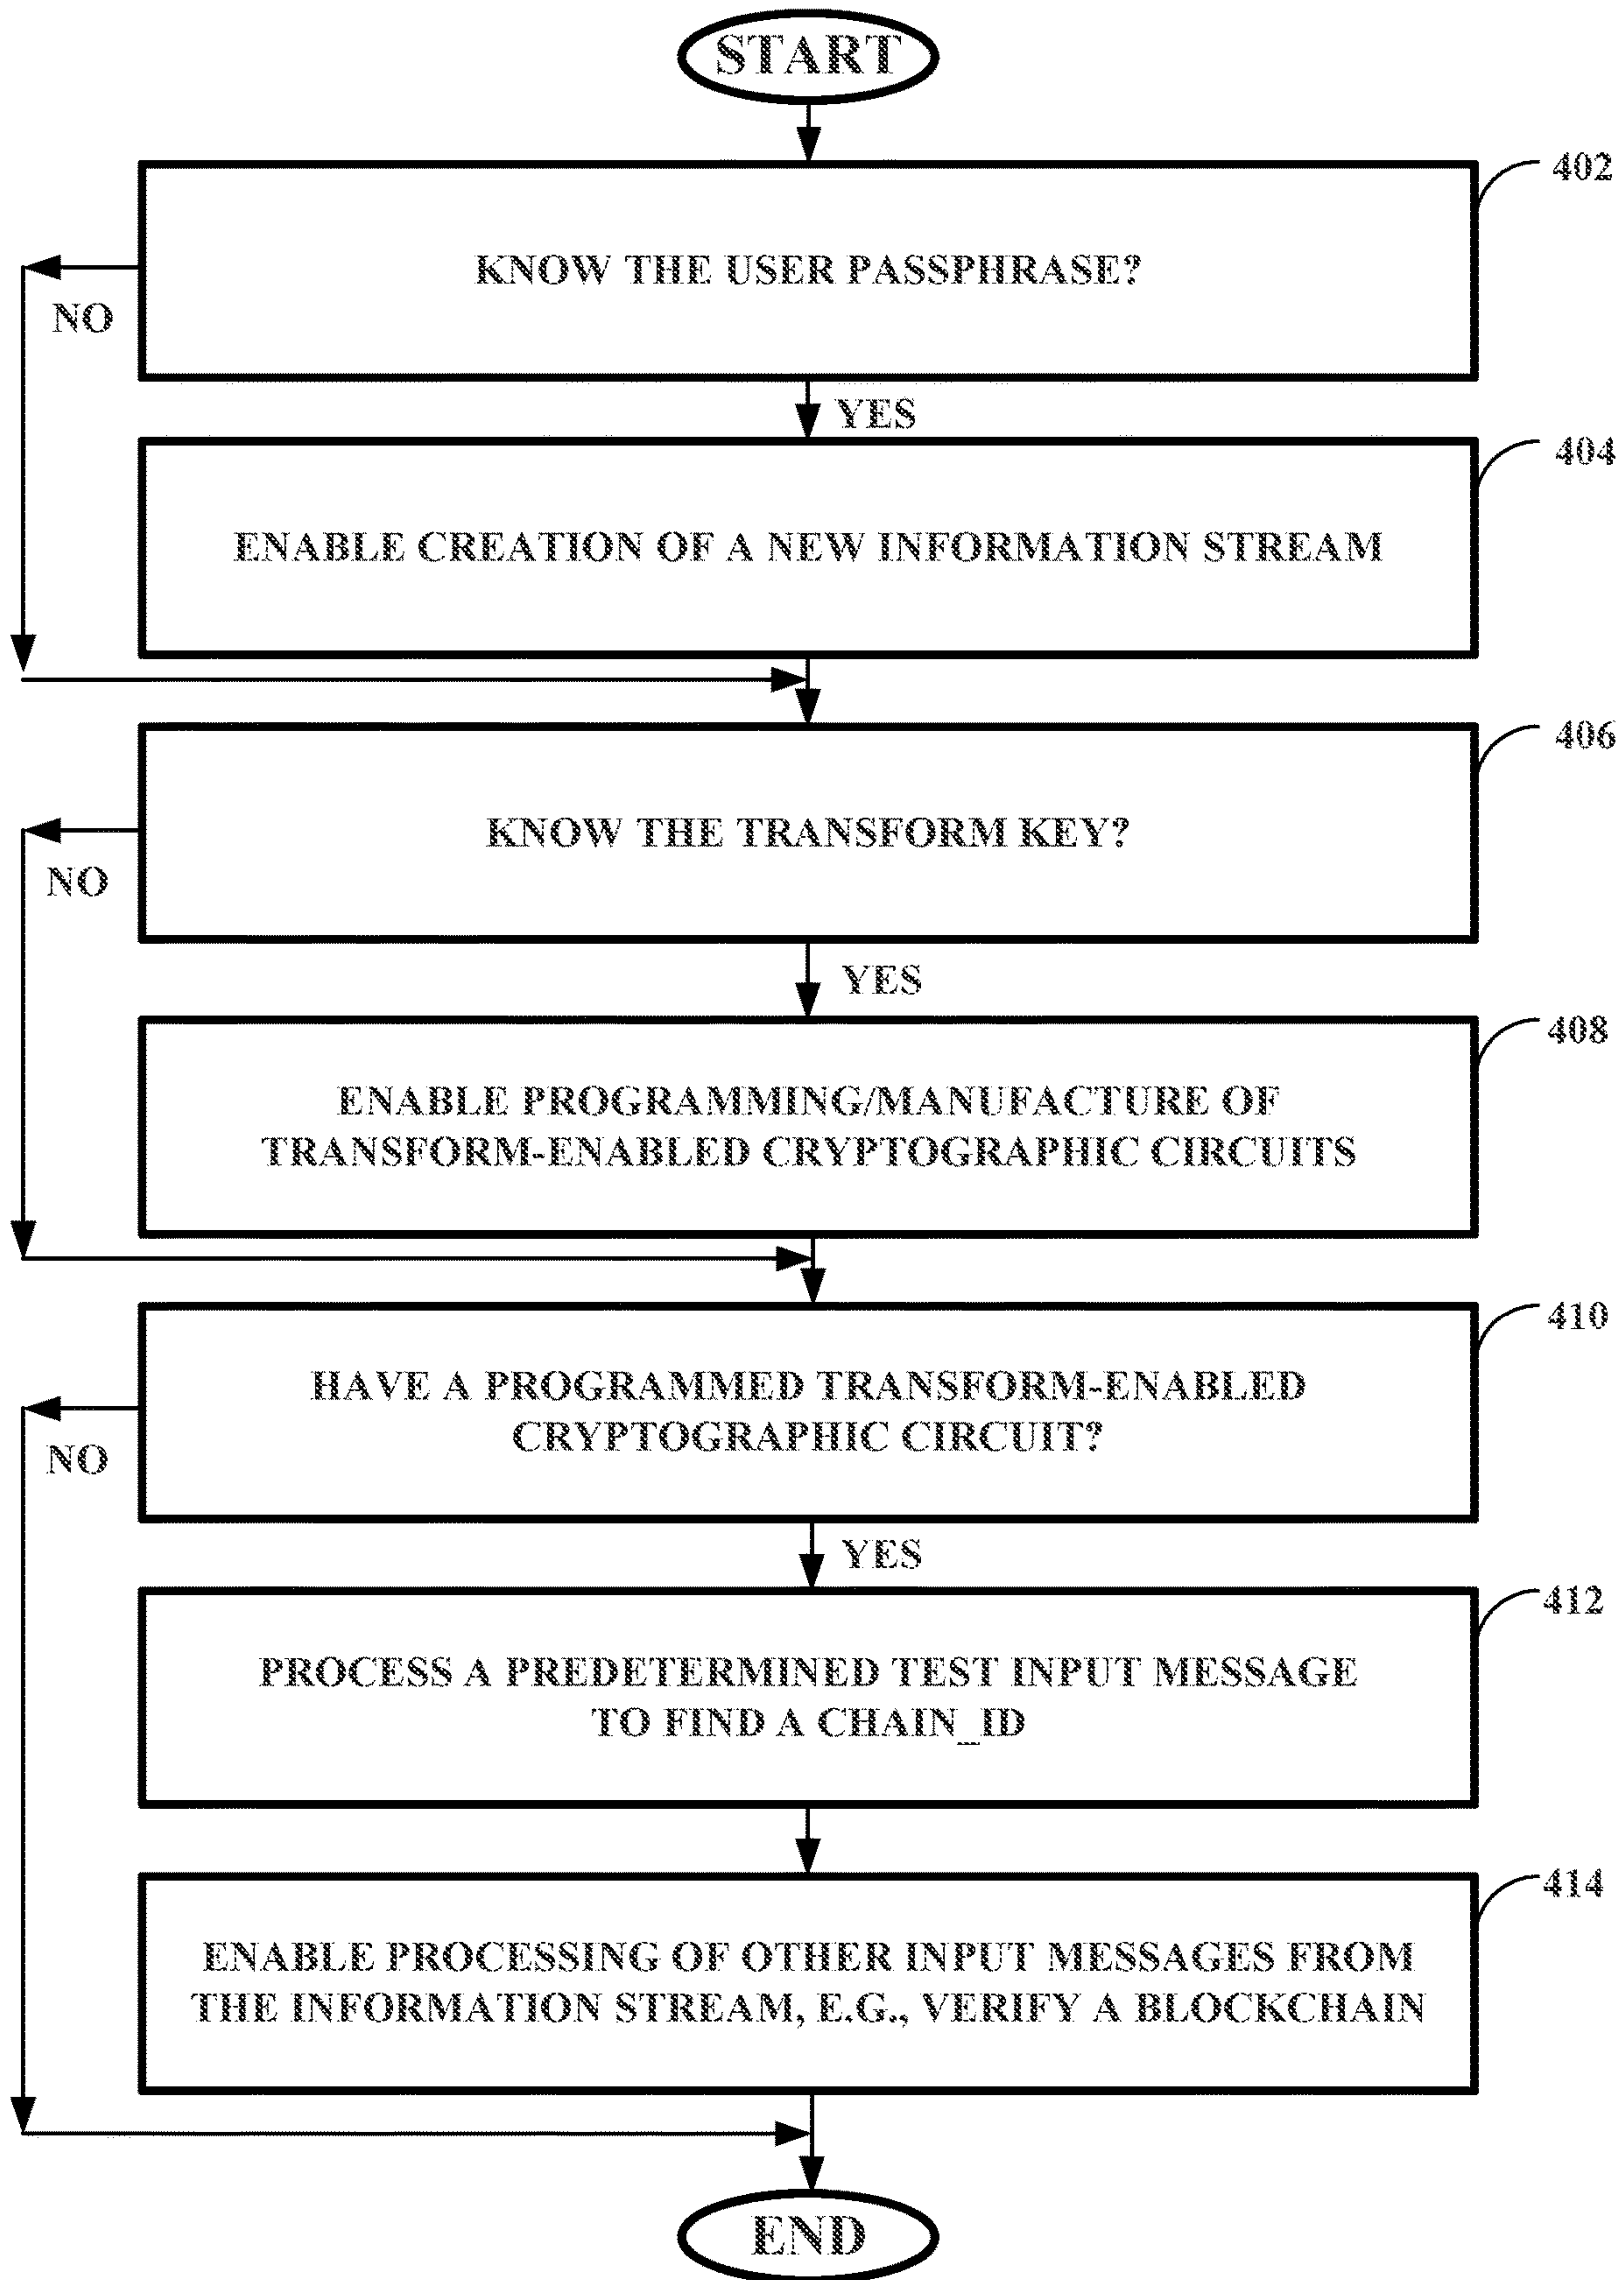 START
402
KNOW THE USER PASSPHRASE?
NO
YES
404
ENABLE CREATION OF A NEW INFORMATION STREAM
406
KNOW THE TRANSFORM KEY?
NO
YES
408
ENABLE PROGRAMMING/MANUFACTURE OF
TRANSFORM-ENABLED CRYPTOGRAPHIC CIRCUITS
410
HAVE A PROGRAMMED TRANSFORM-ENABLED
CRYPTOGRAPHIC CIRCUIT?
NO
YES
412
PROCESS A PREDETERMINED TEST INPUT MESSAGE
TO FIND A CHAIN_ID
414
ENABLE PROCESSING OF OTHER INPUT MESSAGES FROM
THE INFORMATION STREAM, E.G., VERIFY A BLOCKCHAIN
END